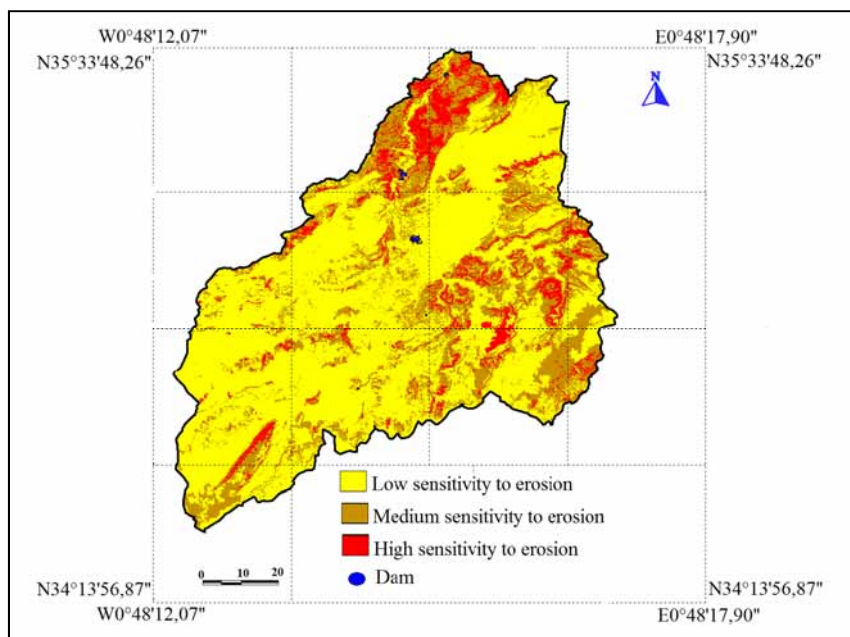 W0°48'12,07" E0°48'17,90"
N35°33'48,26" N35°33'48,26"
N
Low sensitivity to erosion
Medium sensitivity to erosion
High sensitivity to erosion
Dam
0 10 20
N34°13'56,87" N34°13'56,87"
W0°48'12,07" E0°48'17,90"